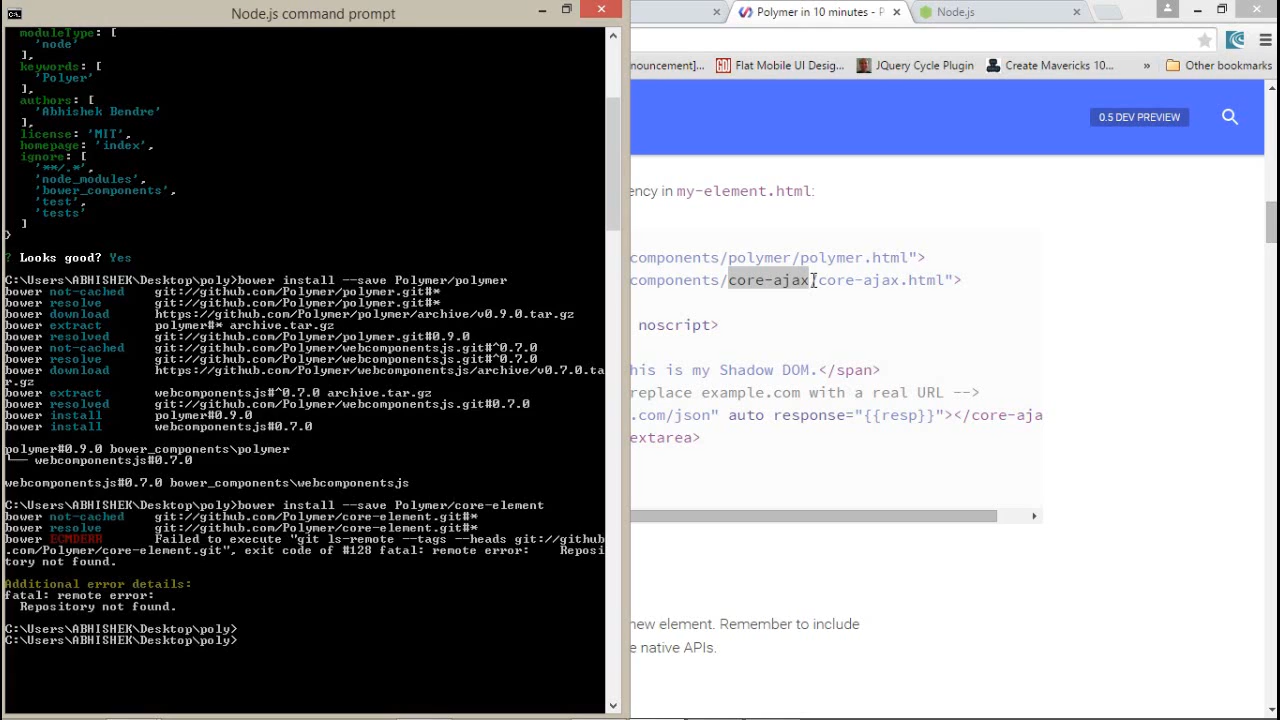 Node.js command prompt
moduleType: [
'node'
],
keywords: [
'Polyer'
],
authors: [
'Abhishek Bendre'
],
license: 'MIT',
homepage: 'index',
ignore: [
'**/.*',
'node_modules',
'bower_components',
'test',
'tests'
]
}
? Looks good? Yes
C:\Users\ABHISHEK\Desktop\poly>bower install --save Polymer/polymer
bower not-cached git://github.com/Polymer/polymer.git#*
bower resolve git://github.com/Polymer/polymer.git#*
bower download https://github.com/Polymer/polymer/archive/v0.9.0.tar.gz
bower extract polymer#* archive.tar.gz
bower resolved git://github.com/Polymer/polymer.git#0.9.0
bower not-cached git://github.com/Polymer/webcomponentsjs.git#^0.7.0
bower resolve git://github.com/Polymer/webcomponentsjs.git#^0.7.0
bower download https://github.com/Polymer/webcomponentsjs/archive/v0.7.0.ta
r.gz
bower extract webcomponentsjs#^0.7.0 archive.tar.gz
bower resolved git://github.com/Polymer/webcomponentsjs.git#0.7.0
bower install polymer#0.9.0
bower install webcomponentsjs#0.7.0
polymer#0.9.0 bower_components\polymer
└── webcomponentsjs#0.7.0
webcomponentsjs#0.7.0 bower_components\webcomponentsjs
C:\Users\ABHISHEK\Desktop\poly>bower install --save Polymer/core-element
bower not-cached git://github.com/Polymer/core-element.git#*
bower resolve git://github.com/Polymer/core-element.git#*
bower ECMDERR Failed to execute "git ls-remote --tags --heads git://github
.com/Polymer/core-element.git", exit code of #128 fatal: remote error: Reposi
tory not found.
Additional error details:
fatal: remote error:
Repository not found.
C:\Users\ABHISHEK\Desktop\poly>
C:\Users\ABHISHEK\Desktop\poly>
Polymer in 10 minutes - P
Node.js
nouncement]...
Flat Mobile UI Design...
JQuery Cycle Plugin
Create Mavericks 10...
»
Other bookmarks
0.5 DEV PREVIEW
ency in my-element.html:
components/polymer/polymer.html">
components/core-ajax/core-ajax.html">
noscript>
his is my Shadow DOM.</span>
replace example.com with a real URL -->
.com/json" auto response="{{resp}}"></core-aja
extarea>
new element. Remember to include
e native APIs.